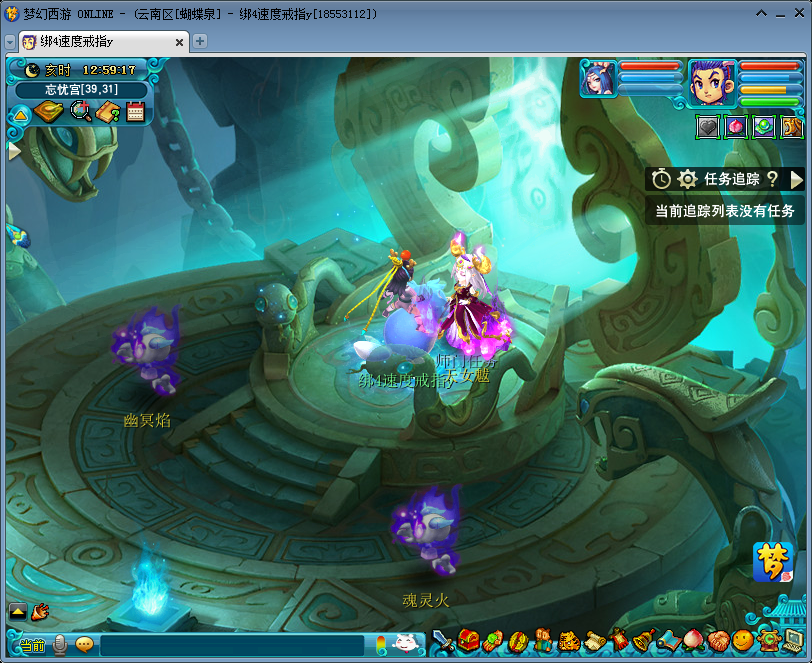 梦幻西游 ONLINE - (云南区[蝴蝶泉] - 绑4速度戒指y[18553112])
绑4速度戒指y
亥时 12:59:17
忘忧宫[39,31]
任务追踪 ?
当前追踪列表没有任务
师门任务
天女魃
绑4速度戒指y
幽冥焰
魂灵火
梦
当前